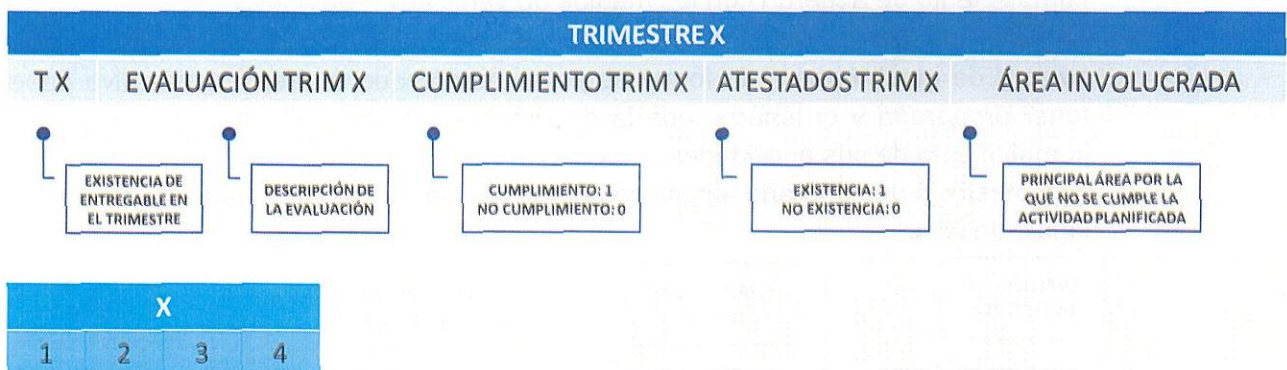 TRIMESTRE X
T X EVALUACIÓN TRIM X CUMPLIMIENTO TRIM X ATESTADOS TRIM X ÁREA INVOLUCRADA
EXISTENCIA DE
ENTREGABLE EN
EL TRIMESTRE
DESCRIPCIÓN DE
LA EVALUACIÓN
CUMPLIMIENTO: 1
NO CUMPLIMIENTO: 0
EXISTENCIA: 1
NO EXISTENCIA: 0
PRINCIPAL ÁREA POR LA
QUE NO SE CUMPLE LA
ACTIVIDAD PLANIFICADA
X
1 2 3 4